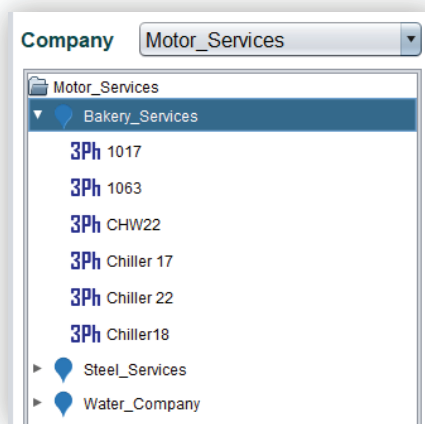 Company Motor_Services
Motor_Services
Bakery_Services
3Ph 1017
3Ph 1063
3Ph CHW22
3Ph Chiller 17
3Ph Chiller 22
3Ph Chiller18
Steel_Services
Water_Company